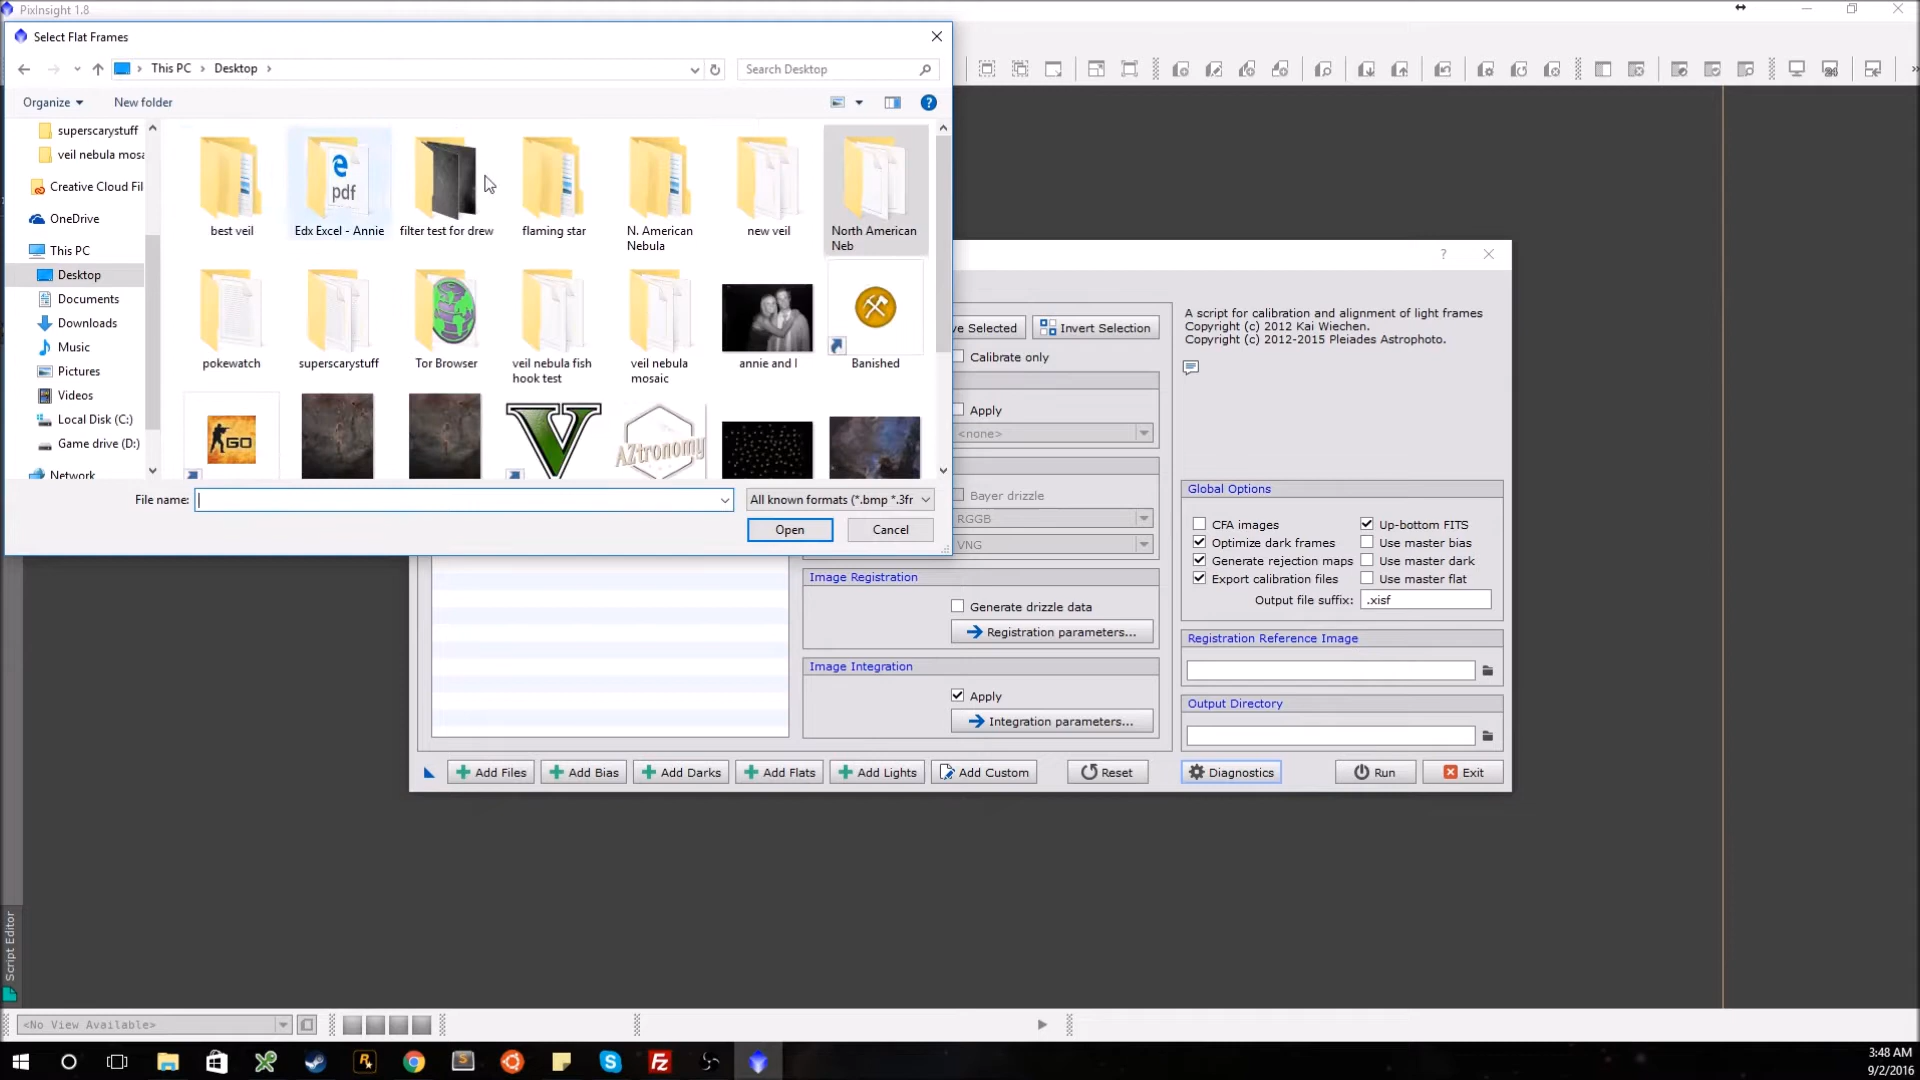 PixInsight 1.8
Select Flat Frames
This PC
Desktop
Search Desktop
Organize
New folder
superscarystuff
veil nebula mosa
Creative Cloud Fil
OneDrive
This PC
Desktop
Documents
Downloads
Music
Pictures
Videos
Local Disk (C:)
Game drive (D:)
Network
pdf
best veil
Edx Excel - Annie
filter test for drew
flaming star
N. American
Nebula
new veil
North American
Neb
pokewatch
superscarystuff
Tor Browser
veil nebula fish
hook test
veil nebula
mosaic
annie and I
Banished
GO
V
AZtronomy
File name:
All known formats (*.bmp *.3fr
Open
Cancel
ve Selected
Invert Selection
Calibrate only
Apply
<none>
Bayer drizzle
RGGB
VNG
Image Registration
Generate drizzle data
Registration parameters...
Image Integration
Apply
Integration parameters...
A script for calibration and alignment of light frames
Copyright (c) 2012 Kai Wiechen.
Copyright (c) 2012-2015 Pleiades Astrophoto.
Global Options
CFA images
Up-bottom FITS
Optimize dark frames
Use master bias
Generate rejection maps
Use master dark
Export calibration files
Use master flat
Output file suffix:
.xisf
Registration Reference Image
Output Directory
Add Files
Add Bias
Add Darks
Add Flats
Add Lights
Add Custom
Reset
Diagnostics
Run
Exit
Script Editor
<No View Available>
3:48 AM
9/2/2016